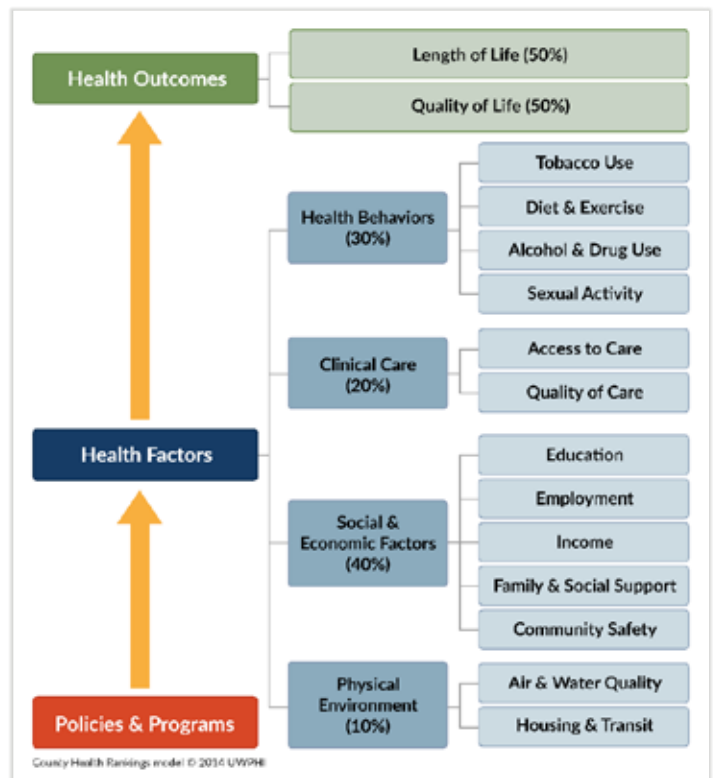 Health Outcomes
Length of Life (50%)
Quality of Life (50%)
Health Factors
Health Behaviors
(30%)
Tobacco Use
Diet & Exercise
Alcohol & Drug Use
Sexual Activity
Clinical Care
(20%)
Access to Care
Quality of Care
Social &
Economic Factors
(40%)
Education
Employment
Income
Family & Social Support
Community Safety
Physical
Environment
(10%)
Air & Water Quality
Housing & Transit
Policies & Programs
County Health Rankings model © 2014 UWPHI